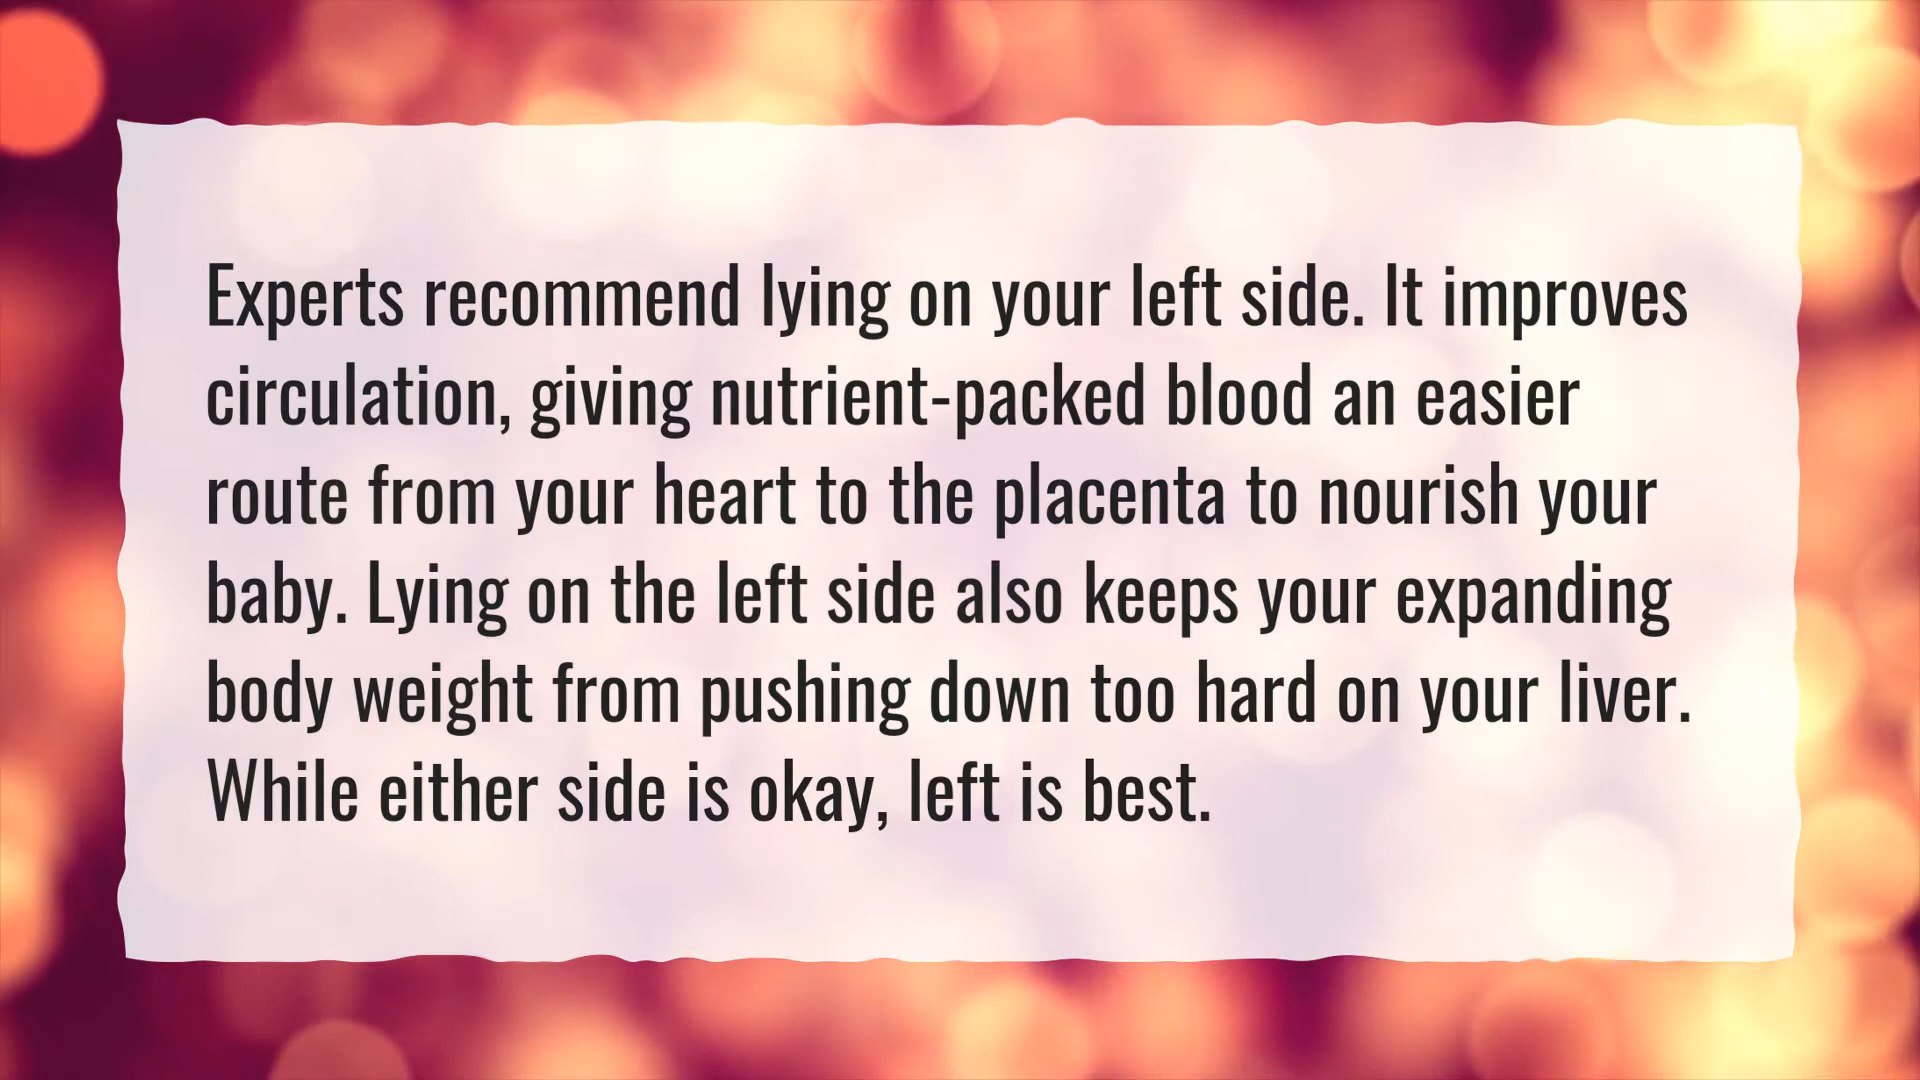 Experts recommend lying on your left side. It improves
circulation, giving nutrient-packed blood an easier
route from your heart to the placenta to nourish your
baby. Lying on the left side also keeps your expanding
body weight from pushing down too hard on your liver.
While either side is okay, left is best.